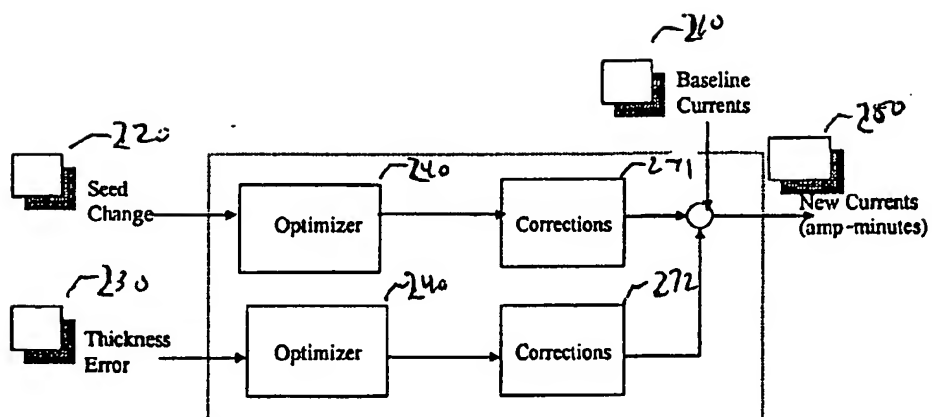 210
Baseline
Currents
220
Seed
Change
240
Optimizer
271
Corrections
280
New Currents
(amp-minutes)
230
Thickness
Error
240
Optimizer
272
Corrections